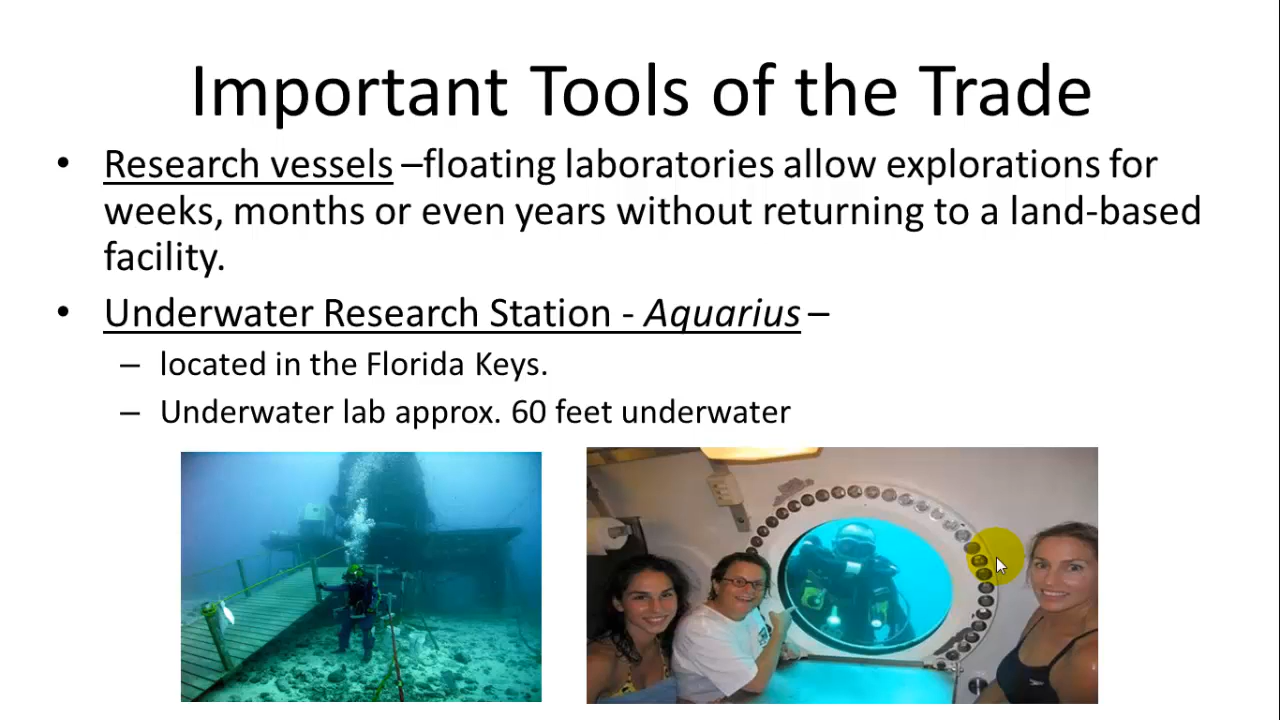 Important Tools of the Trade
• Research vessels –floating laboratories allow explorations for
weeks, months or even years without returning to a land-based
facility.
• Underwater Research Station - Aquarius –
– located in the Florida Keys.
– Underwater lab approx. 60 feet underwater